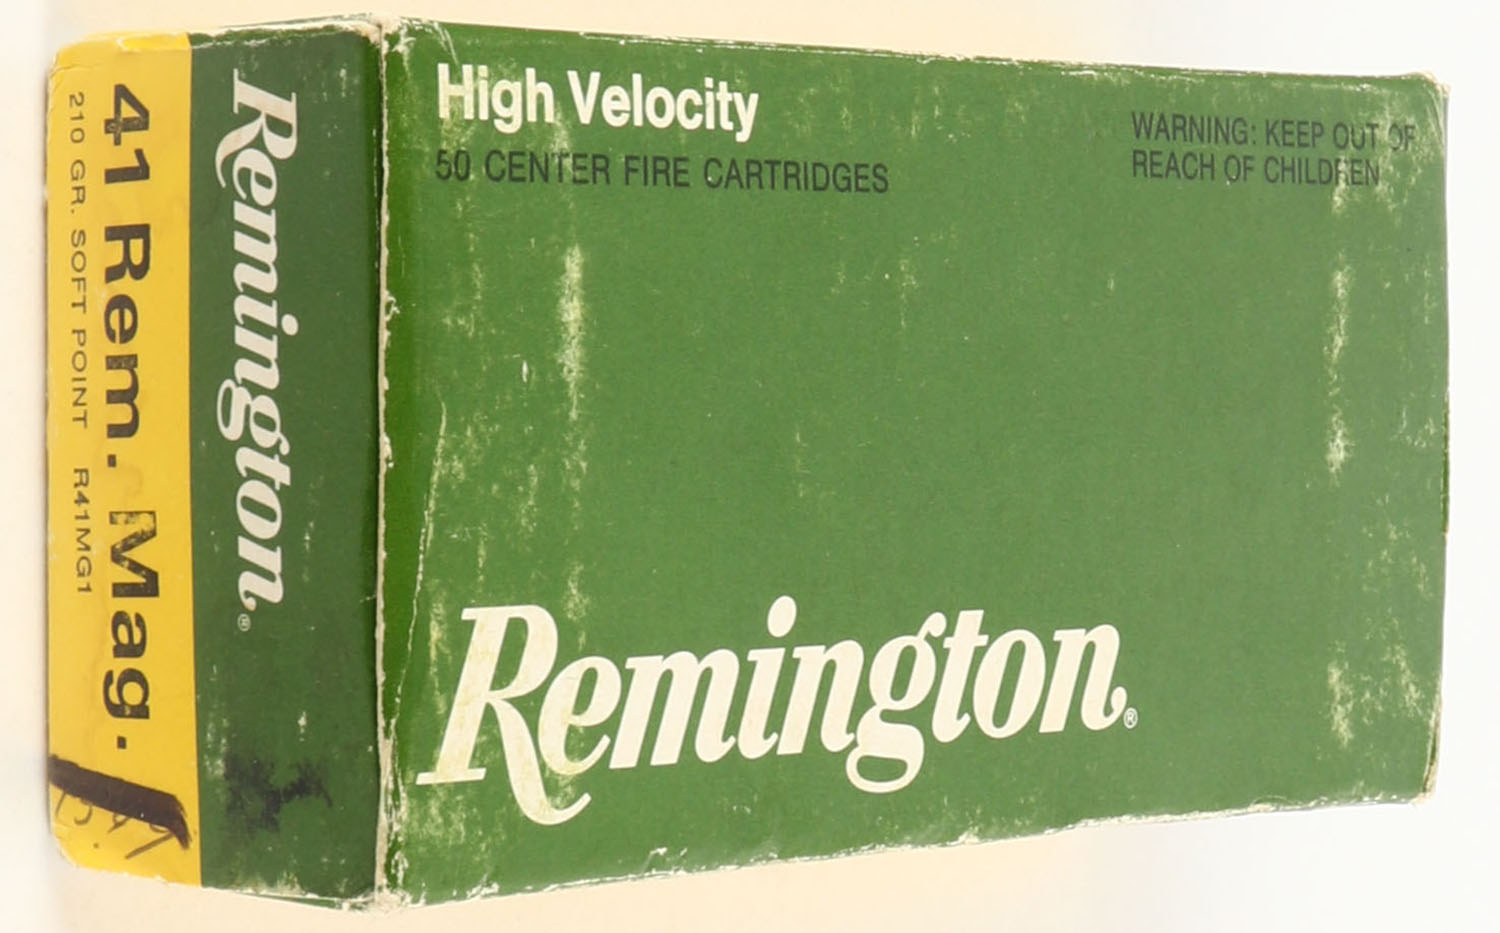 High Velocity
50 CENTER FIRE CARTRIDGES
WARNING: KEEP OUT OF
REACH OF CHILDREN
Remington®
Remington®
41 Rem. Mag.
210 GR. SOFT POINT R41MG1